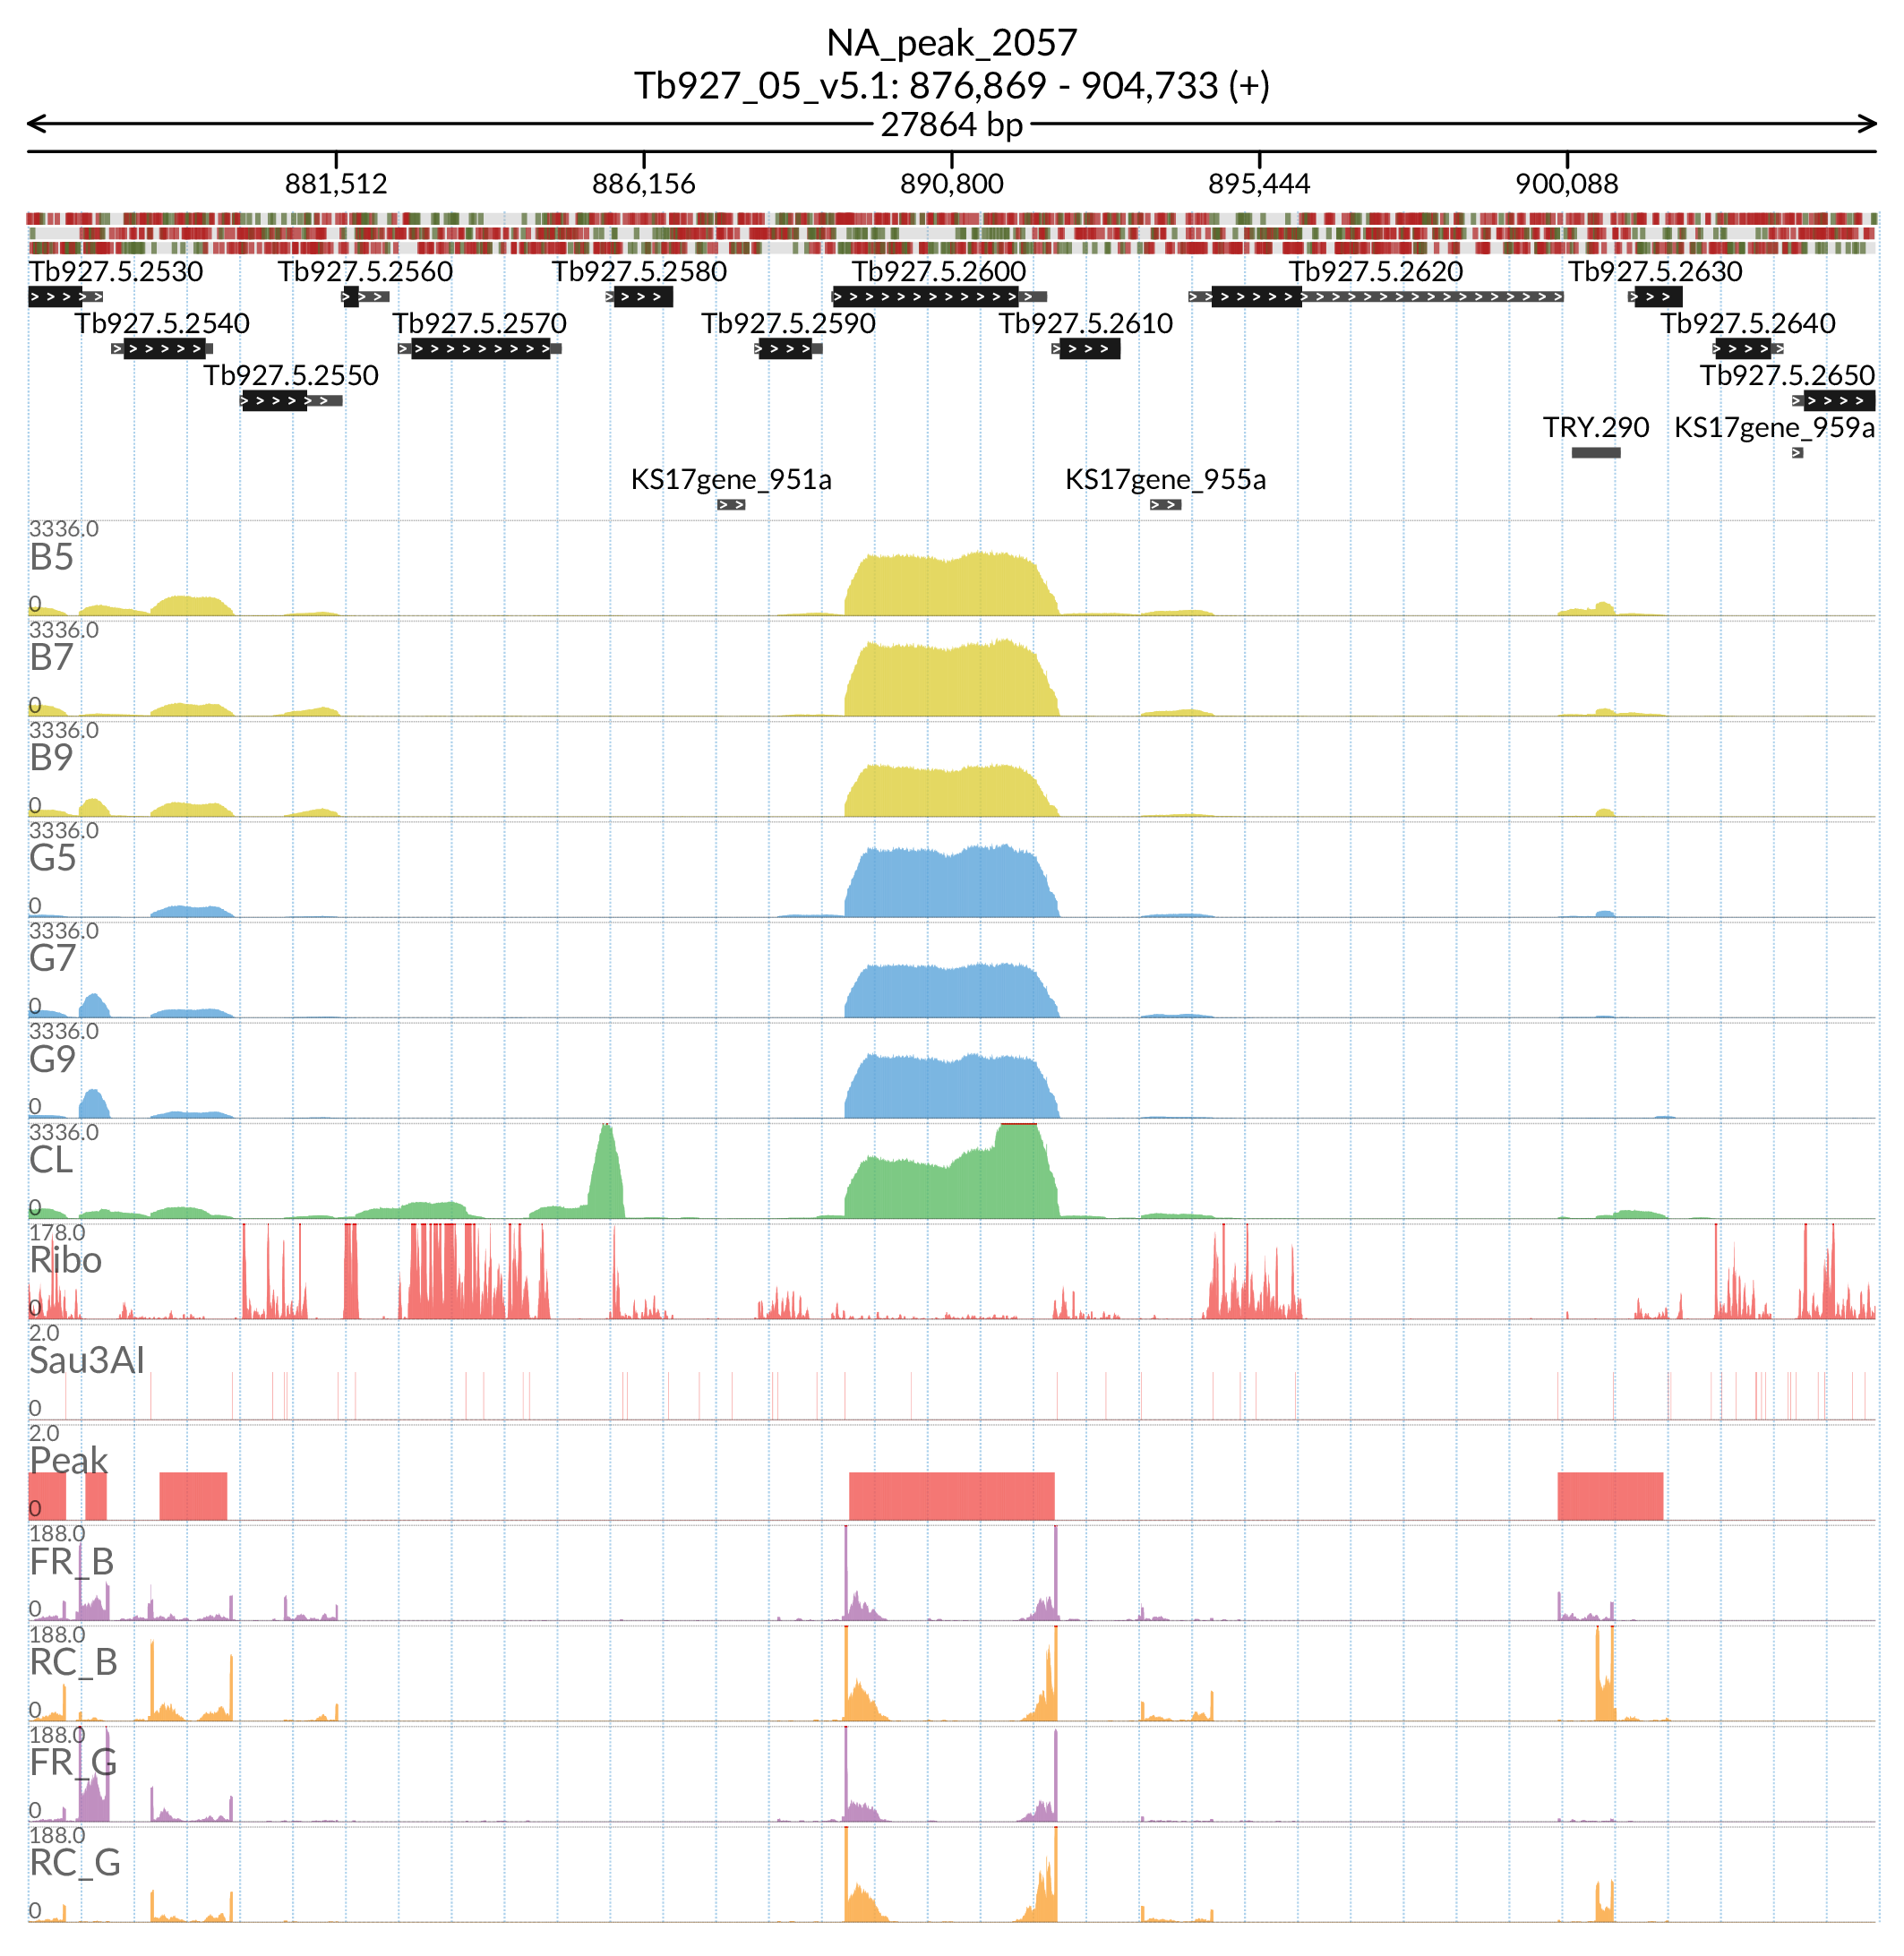 NA_peak_2057
Tb927_05_v5.1: 876,869 - 904,733 (+)
27864 bp
881,512 886,156 890,800 895,444 900,088
Tb927.5.2530 Tb927.5.2560 Tb927.5.2580 Tb927.5.2600 Tb927.5.2620 Tb927.5.2630
Tb927.5.2540 Tb927.5.2570 Tb927.5.2590 Tb927.5.2610 Tb927.5.2640
Tb927.5.2550 Tb927.5.2650
TRY.290 KS17gene_959a
KS17gene_951a KS17gene_955a
3336.0
B5
0
3336.0
B7
0
3336.0
B9
0
3336.0
G5
0
3336.0
G7
0
3336.0
G9
0
3336.0
CL
0
178.0
Ribo
0
2.0
Sau3AI
0
2.0
Peak
0
188.0
FR_B
0
188.0
RC_B
0
188.0
FR_G
0
188.0
RC_G
0